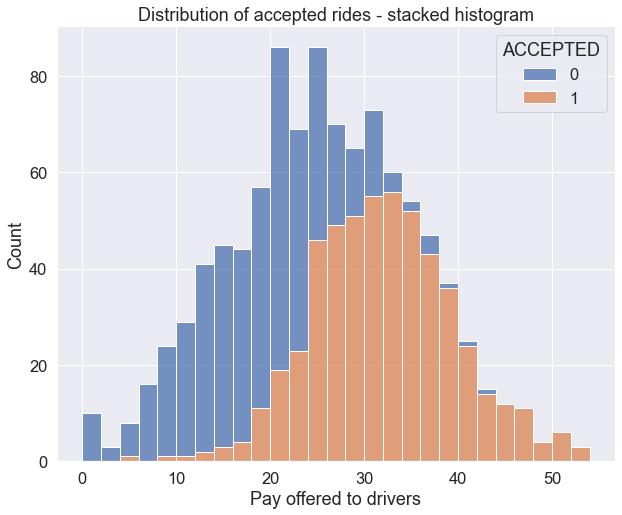 Distribution of accepted rides - stacked histogram
ACCEPTED
0
1
Count
80
60
40
20
0
0 10 20 30 40 50
Pay offered to drivers